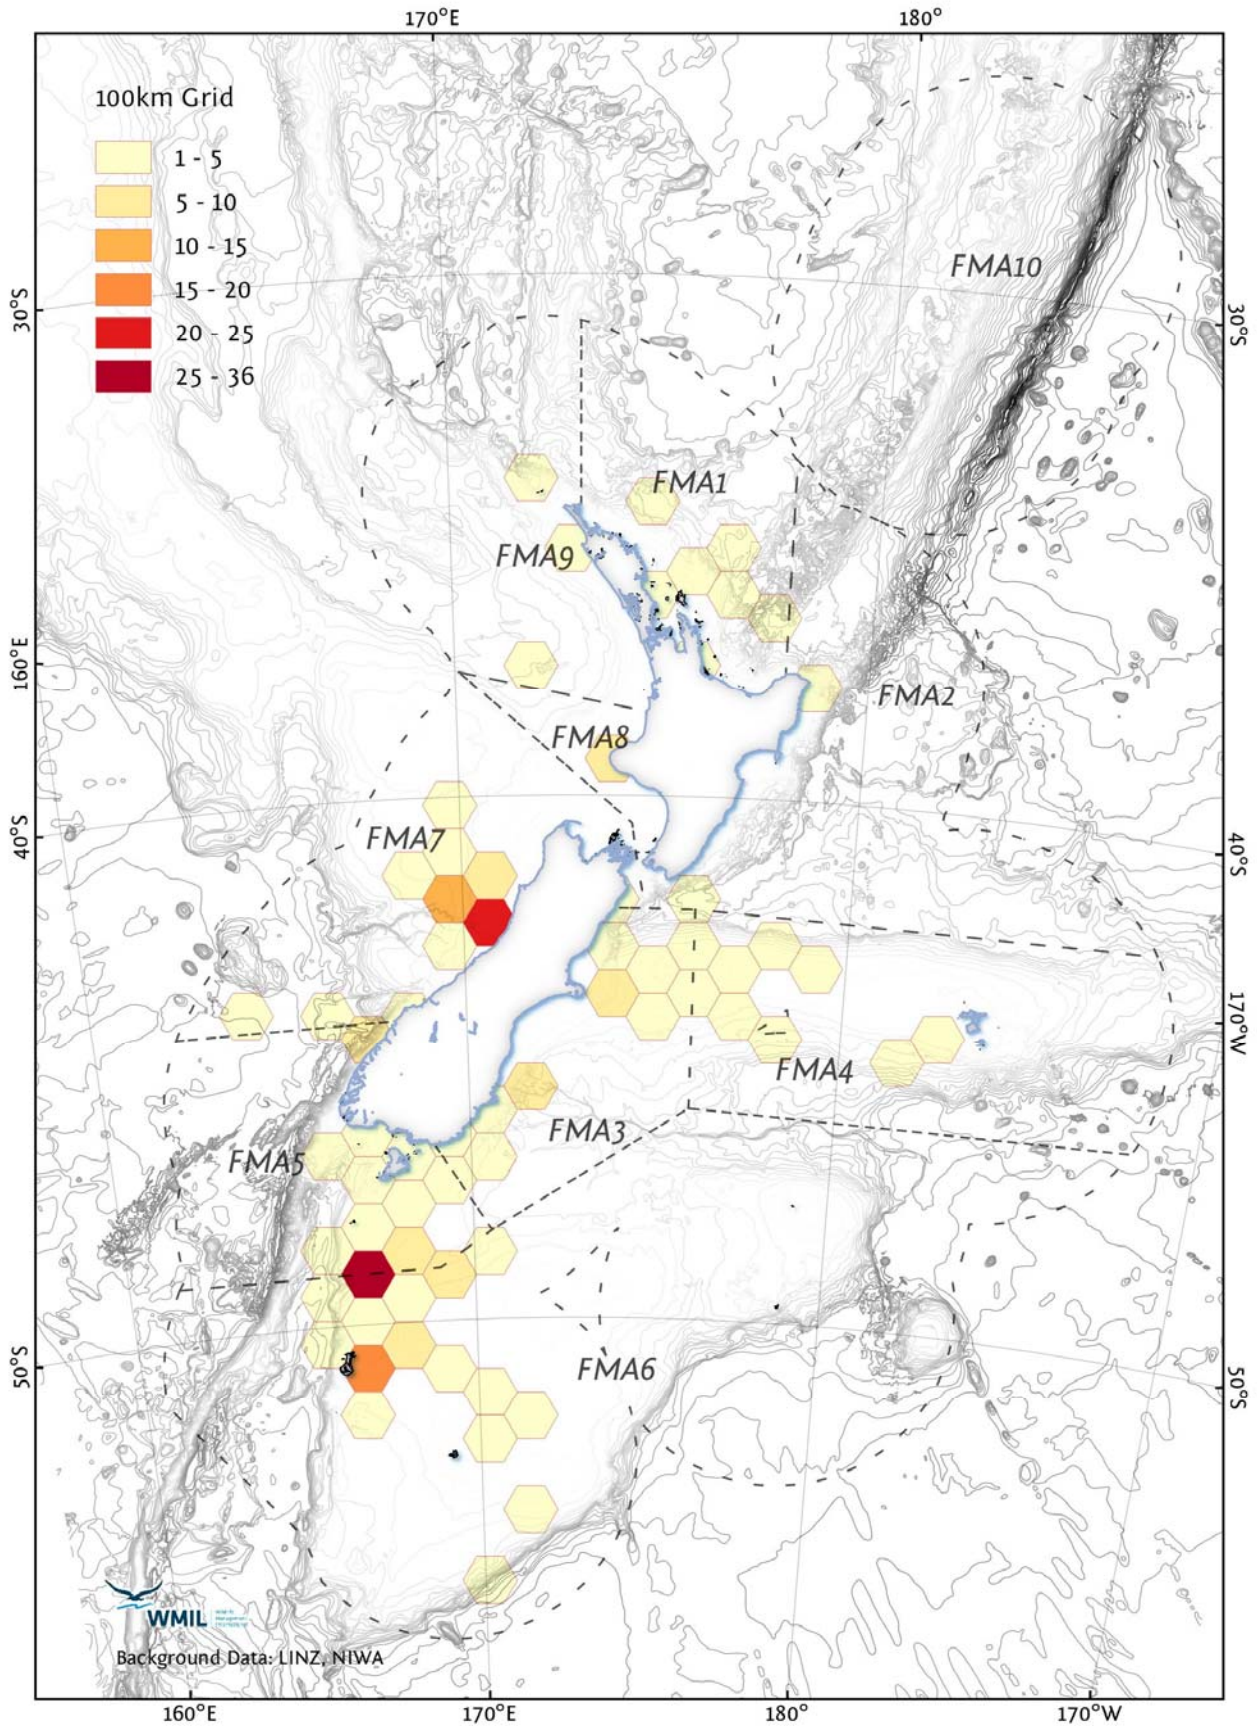 170°E
180°
100km Grid
1 - 5
5 - 10
10 - 15
15 - 20
20 - 25
25 - 36
FMA10
30°S
30°S
FMA1
FMA9
160°E
FMA2
FMA8
FMA7
40°S
40°S
170°W
FMA4
FMA3
FMA5
FMA6
50°S
50°S
WMIL
Background Data: LINZ, NIWA
160°E
170°E
180°
170°W